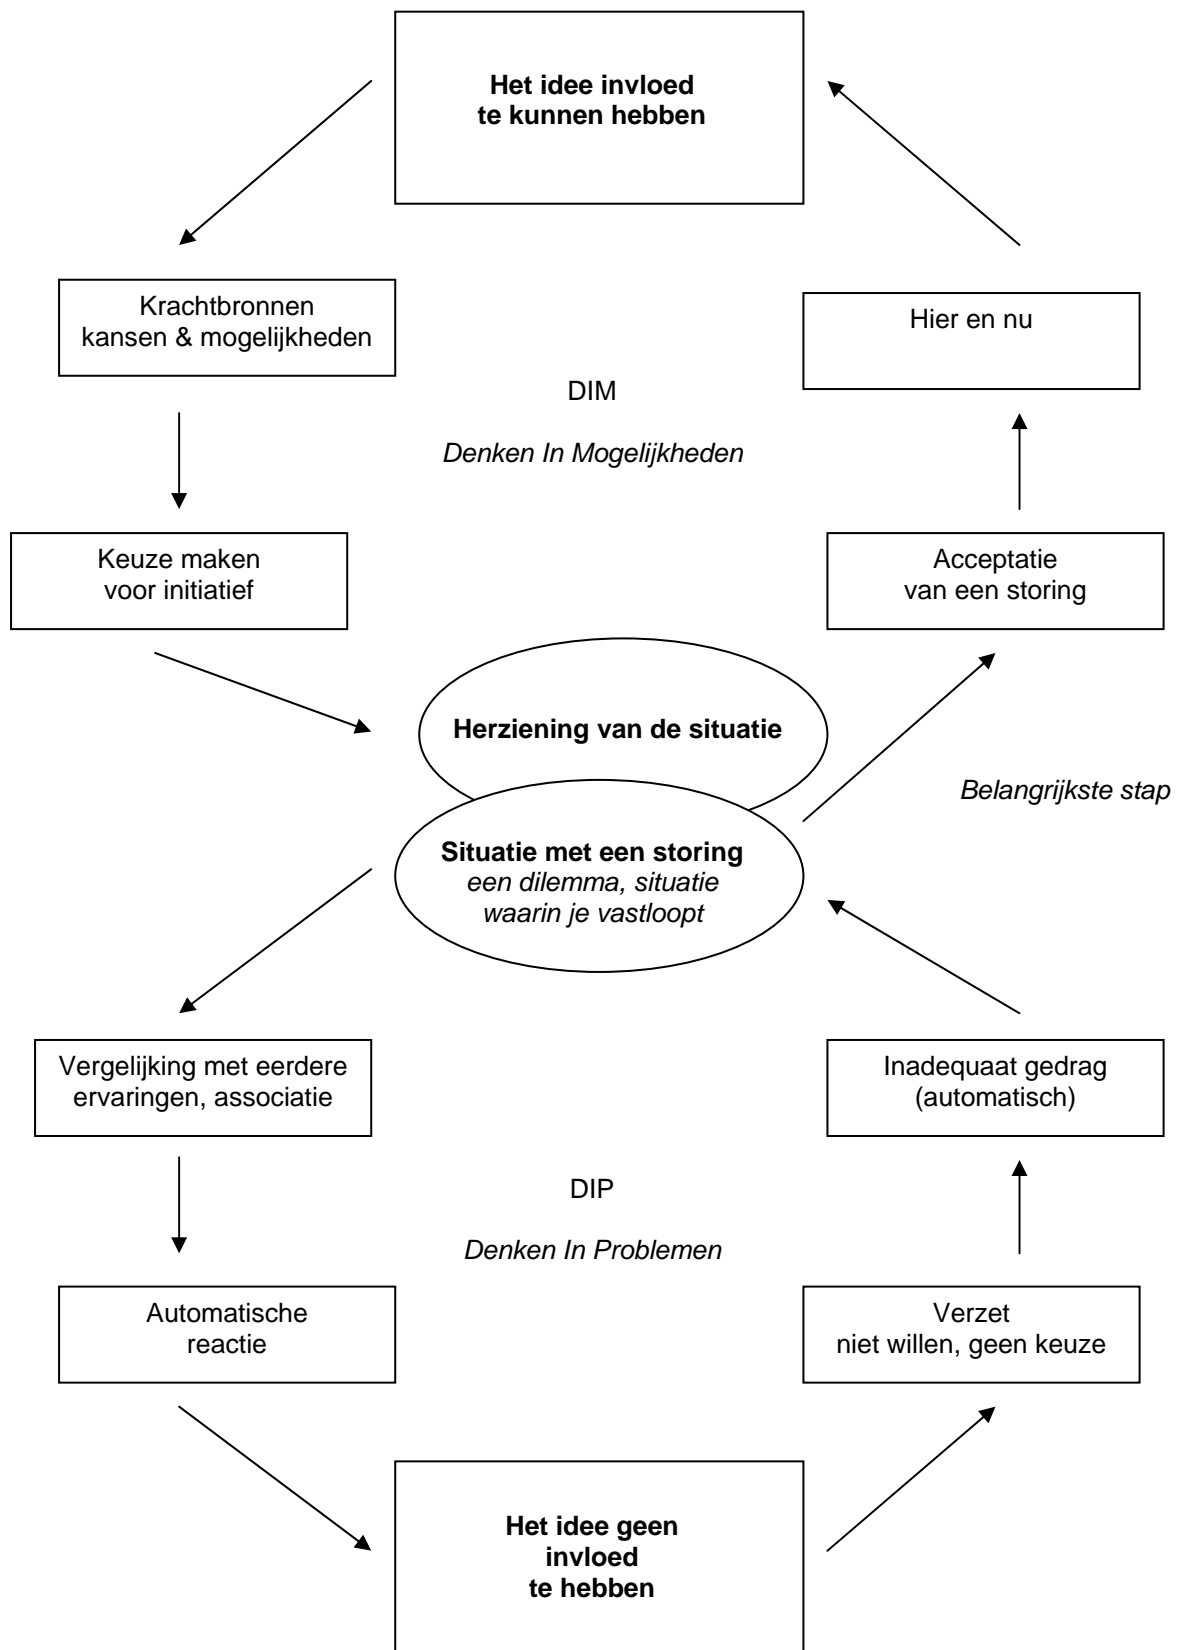 Het idee invloed
te kunnen hebben
Krachtbronnen
kansen & mogelijkheden
Hier en nu
DIM
Denken In Mogelijkheden
Keuze maken
voor initiatief
Acceptatie
van een storing
Herziening van de situatie
Belangrijkste stap
Situatie met een storing
een dilemma, situatie
waarin je vastloopt
Vergelijking met eerdere
ervaringen, associatie
Inadequaat gedrag
(automatisch)
DIP
Denken In Problemen
Automatische
reactie
Verzet
niet willen, geen keuze
Het idee geen
invloed
te hebben